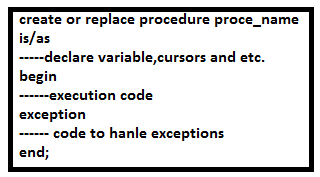 create or replace procedure proce_name
is/as
-----declare variable,cursors and etc.
begin
------execution code
exception
------ code to hanle exceptions
end;